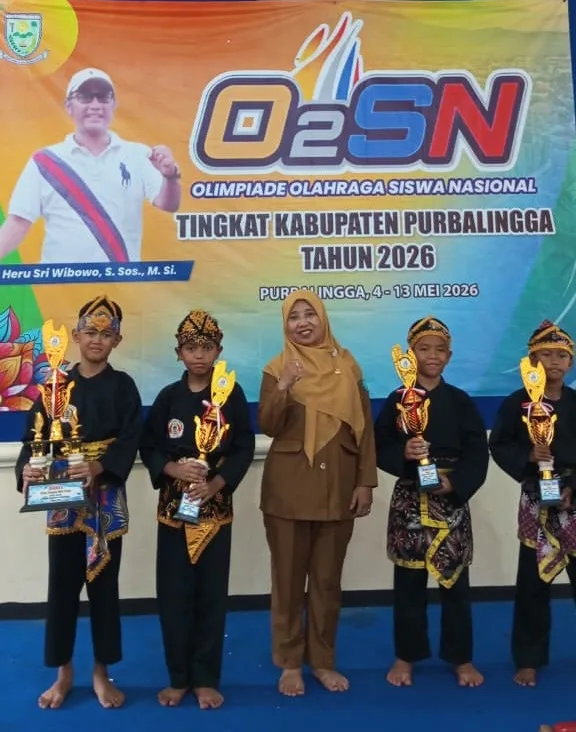 O2SN
OLIMPIADE OLAHRAGA SISWA NASIONAL
TINGKAT KABUPATEN PURBALINGGA
TAHUN 2026
Heru Sri Wibowo, S. Sos., M. Si.
PURBALINGGA, 4 - 13 MEI 2026